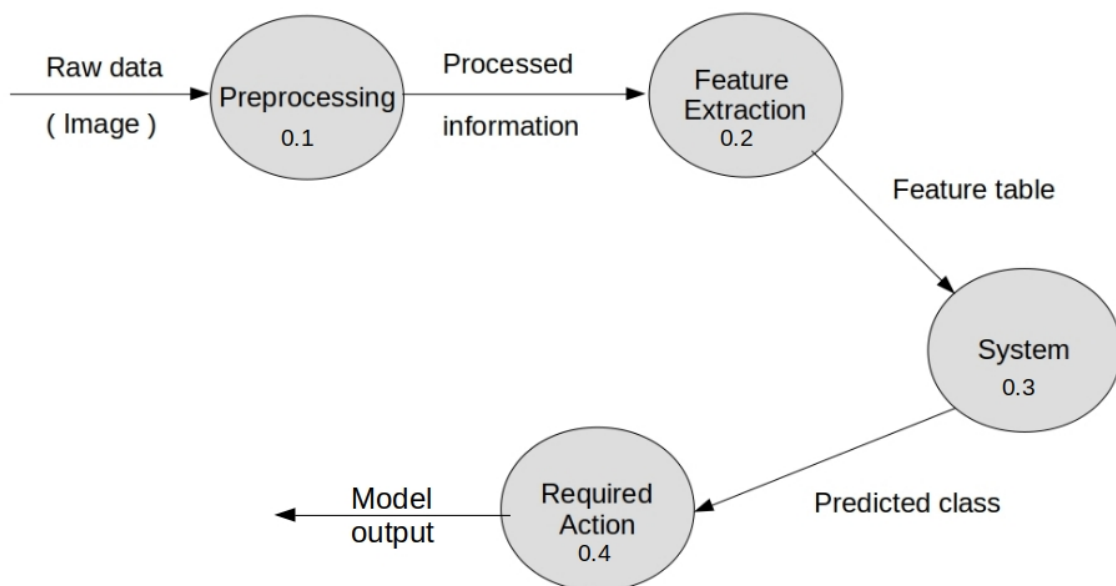 Raw data
( Image )
Preprocessing
0.1
Processed
information
Feature
Extraction
0.2
Feature table
System
0.3
Predicted class
Required
Action
0.4
Model
output